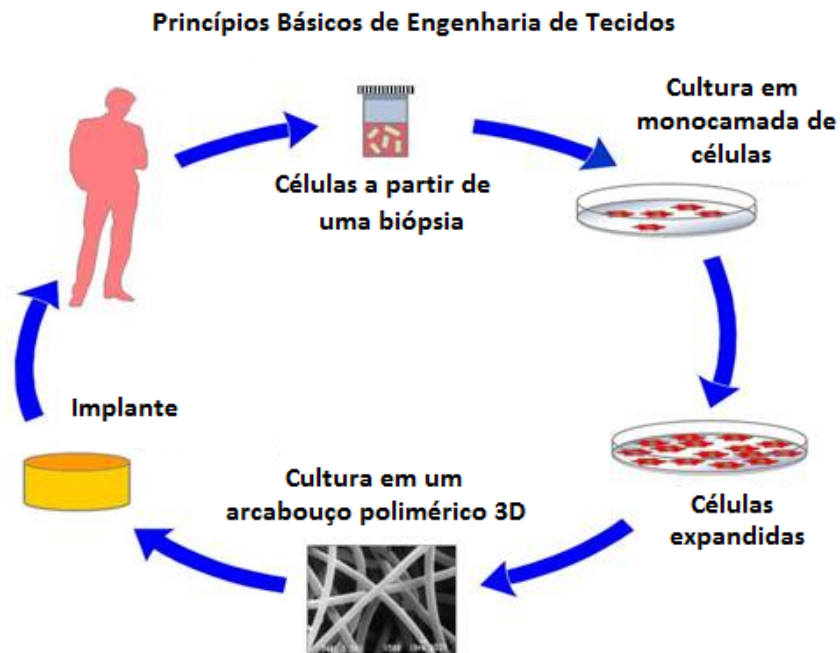 Princípios Básicos de Engenharia de Tecidos
Células a partir de
uma biópsia
Cultura em
monocamada de
células
Células
expandidas
Cultura em um
arcabouço polimérico 3D
Implante